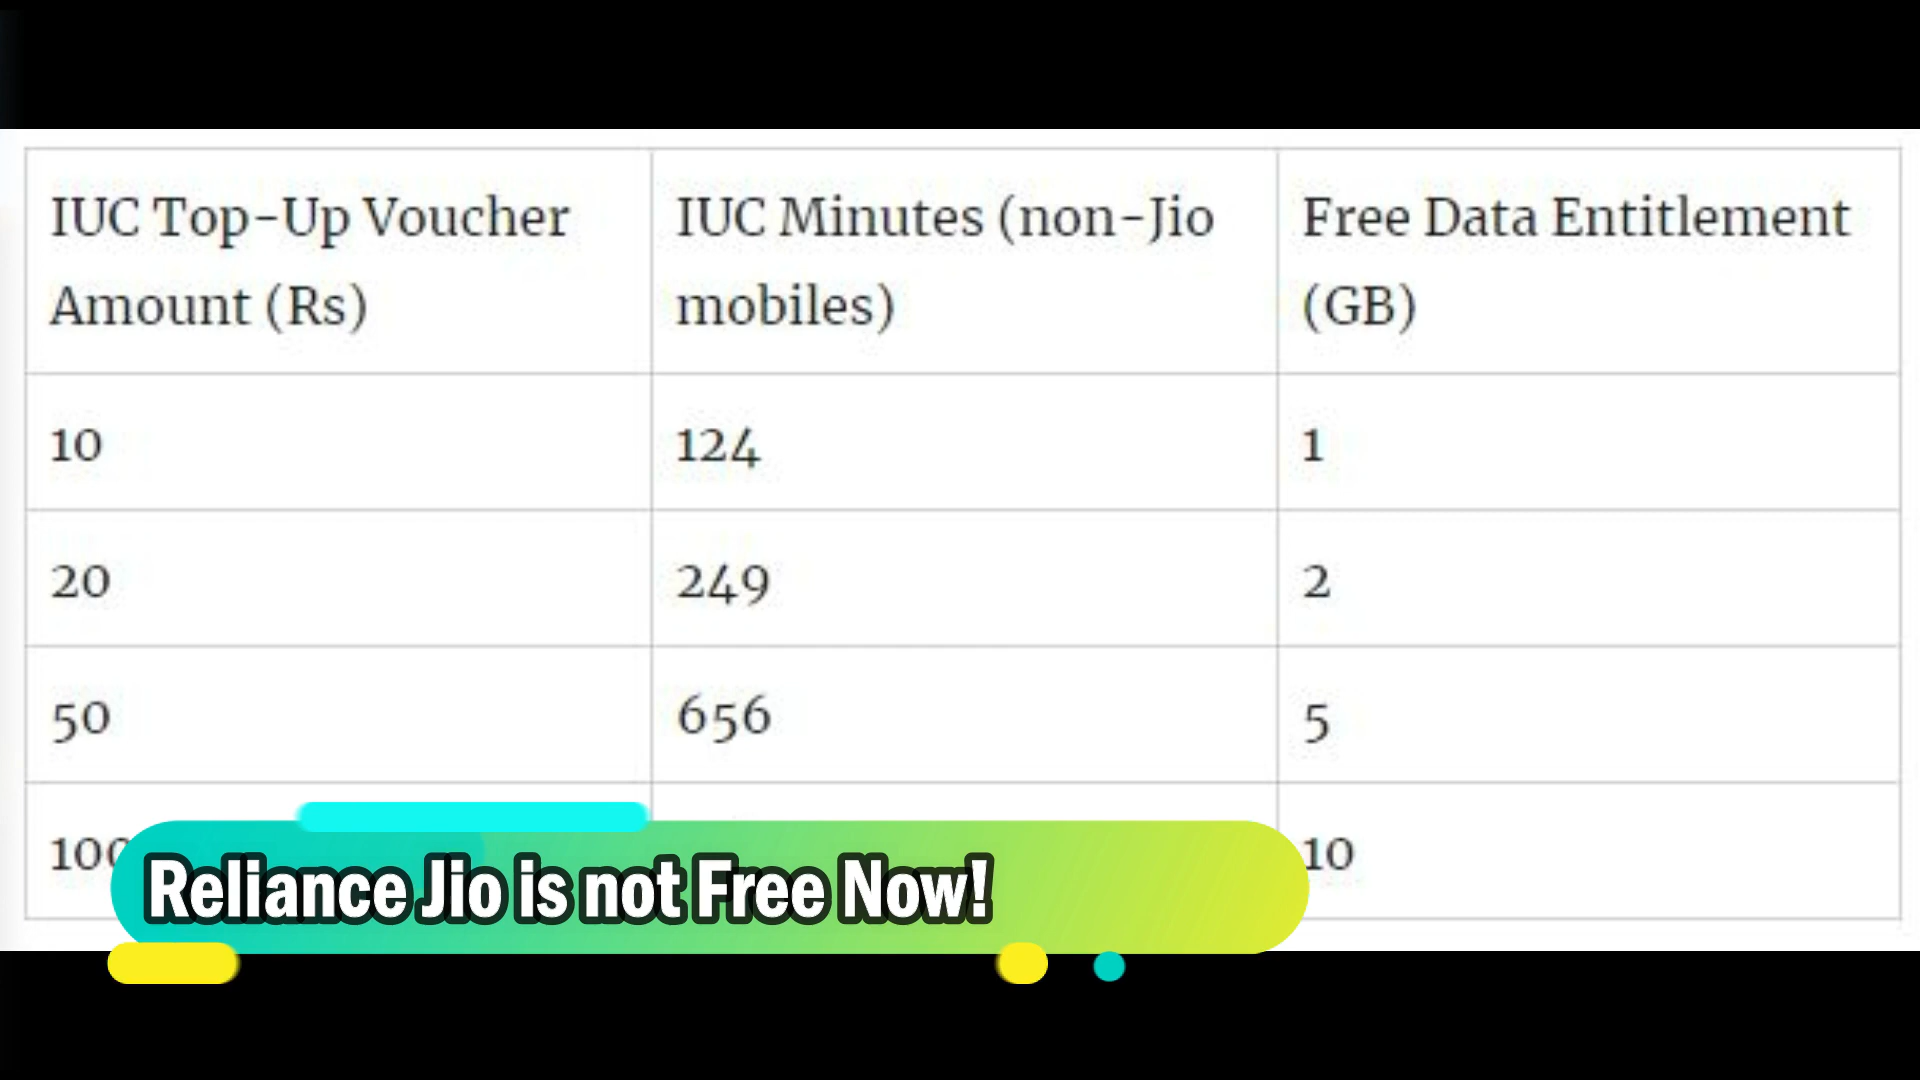 IUC Top-Up Voucher Amount (Rs)
IUC Minutes (non-Jio mobiles)
Free Data Entitlement (GB)
10 124 1
20 249 2
50 656 5
100 10
Reliance Jio is not Free Now!